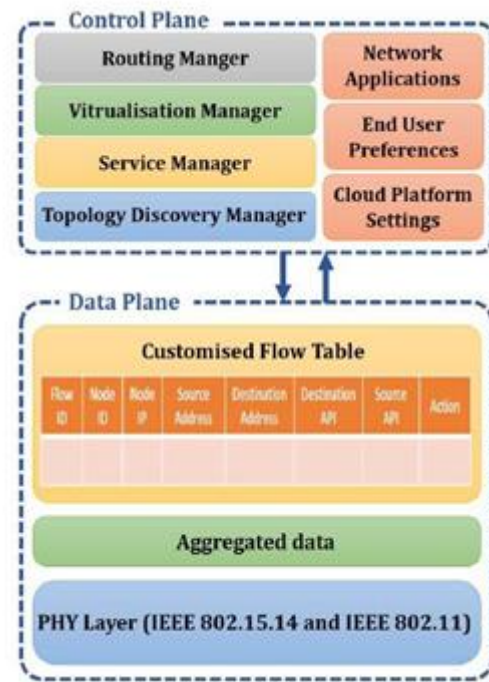 Control Plane
Routing Manger
Vitrualisation Manager
Service Manager
Topology Discovery Manager
Network
Applications
End User
Preferences
Cloud Platform
Settings
Data Plane
Customised Flow Table
Flow
ID
Node
ID
Node
IP
Source
Address
Destination
Address
Destination
API
Source
API
Action
Aggregated data
PHY Layer (IEEE 802.15.14 and IEEE 802.11)